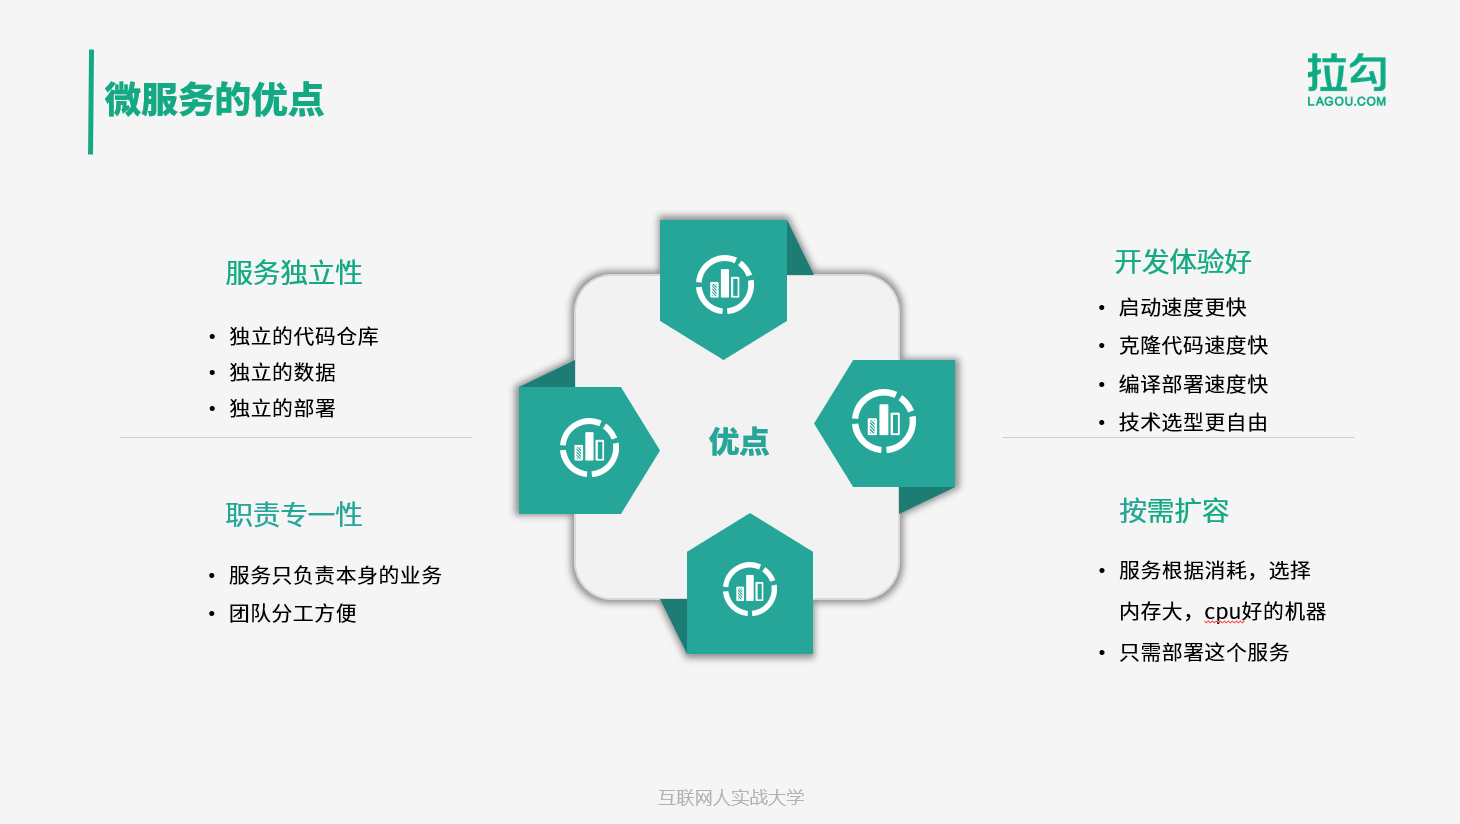 微服务的优点
拉勾
LAGOU.COM
服务独立性
• 独立的代码仓库
• 独立的数据
• 独立的部署
职责专一性
• 服务只负责本身的业务
• 团队分工方便
优点
开发体验好
• 启动速度更快
• 克隆代码速度快
• 编译部署速度快
• 技术选型更自由
按需扩容
• 服务根据消耗，选择
内存大，cpu好的机器
• 只需部署这个服务
互联网人实战大学